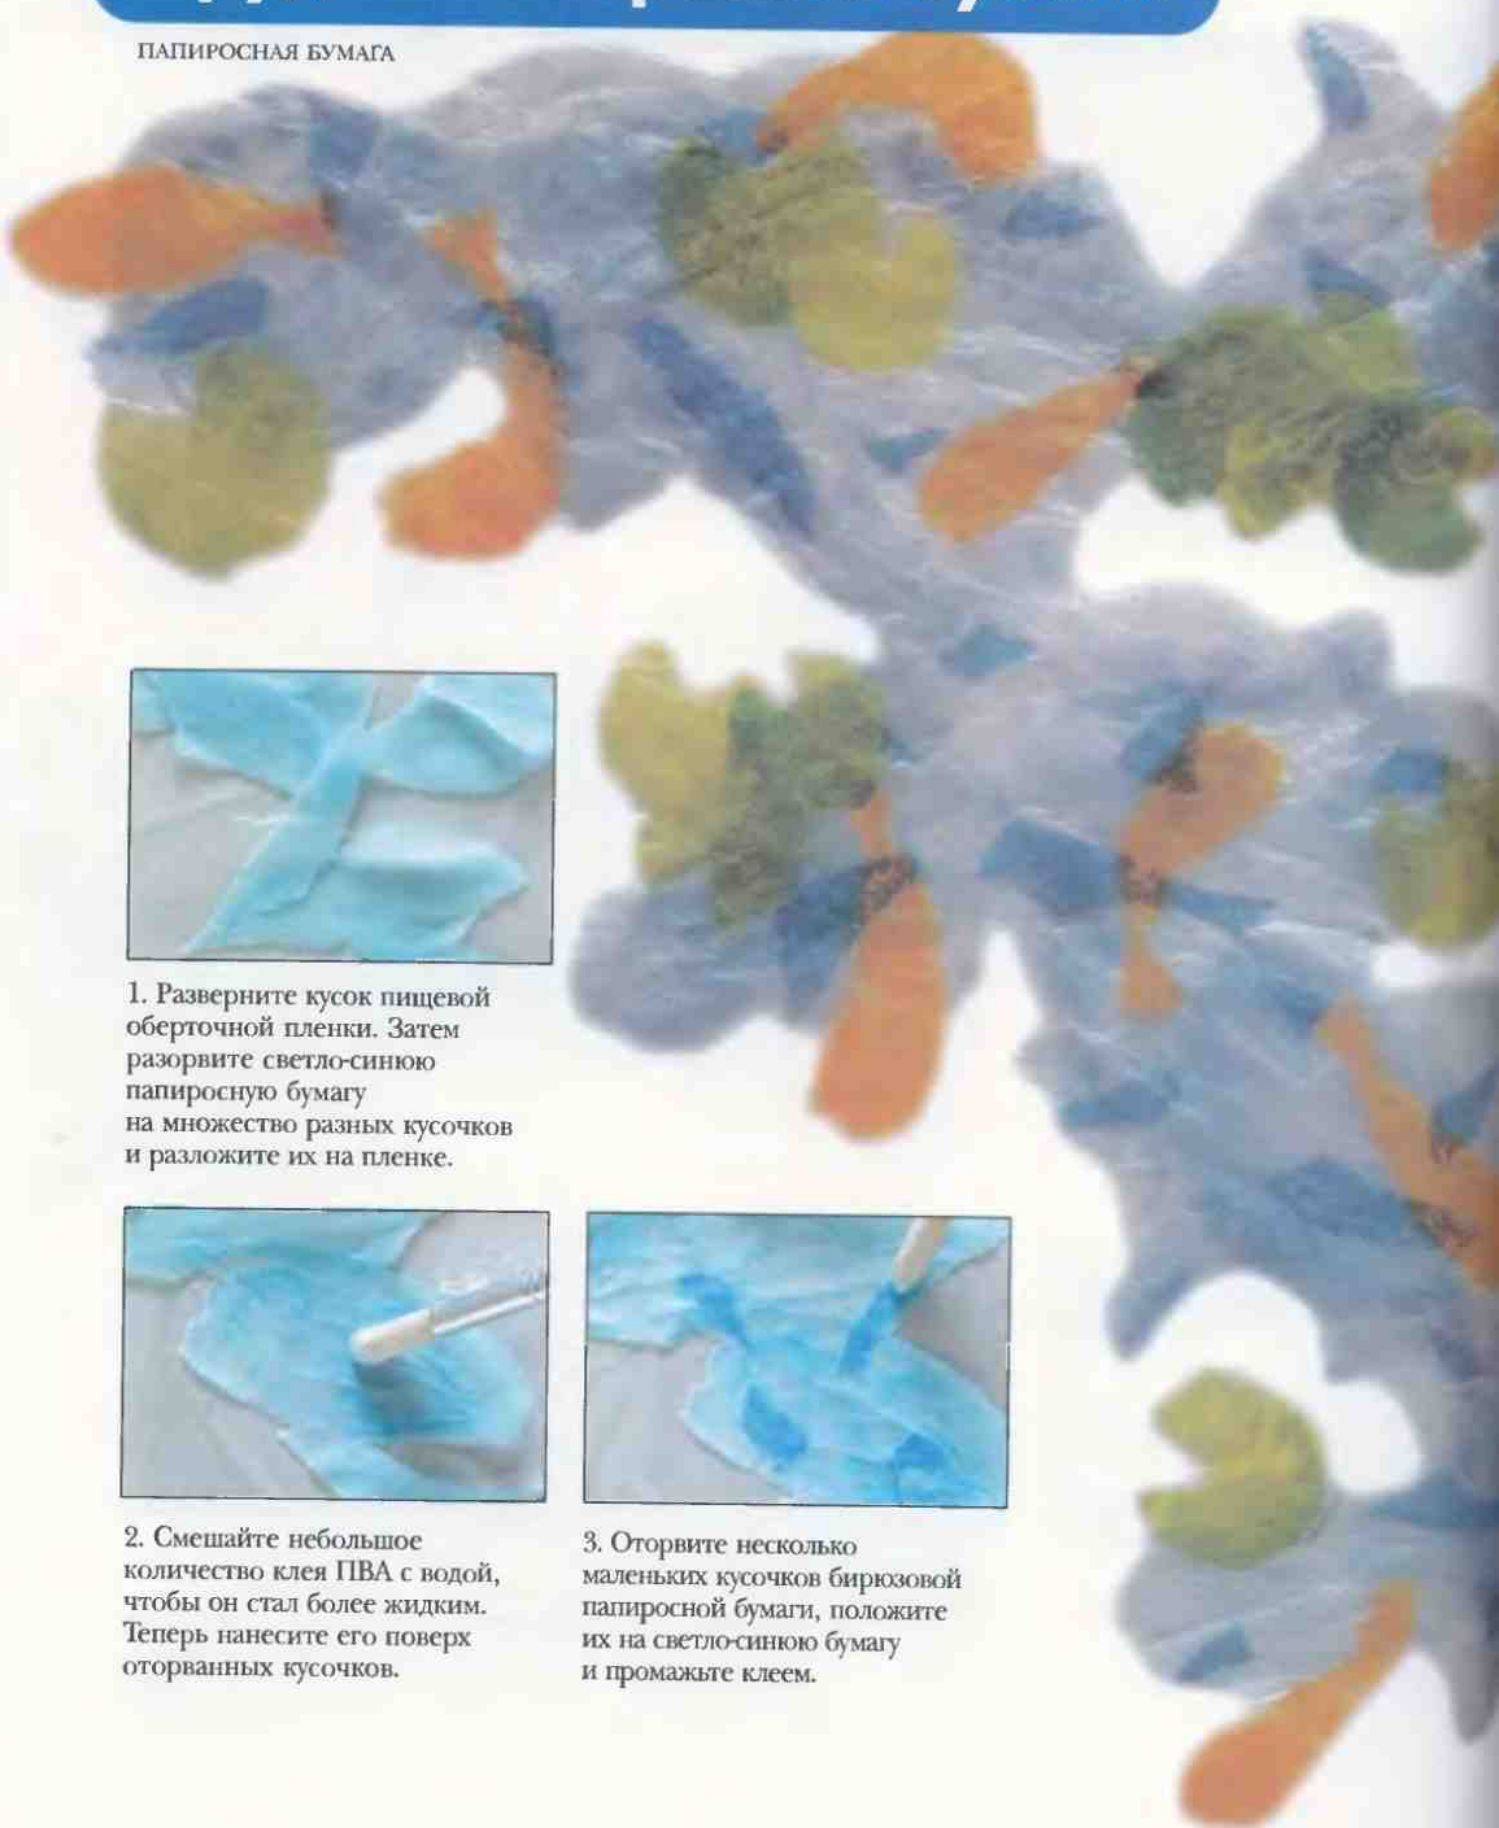 ПАПИРОСНАЯ БУМАГА
1. Разверните кусок пищевой
оберточной пленки. Затем
разорвите светло-синюю
папиросную бумагу
на множество разных кусочков
и разложите их на пленке.
2. Смешайте небольшое
количество клея ПВА с водой,
чтобы он стал более жидким.
Теперь нанесите его поверх
оторванных кусочков.
3. Оторвите несколько
маленьких кусочков бирюзовой
папиросной бумаги, положите
их на светло-синюю бумагу
и промажьте клеем.